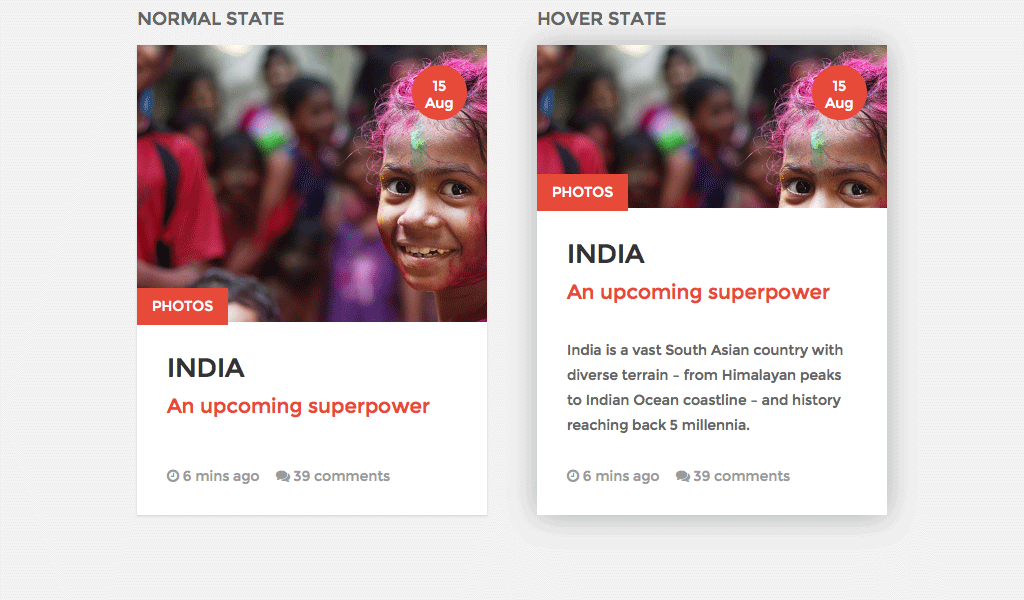 NORMAL STATE
15
Aug
PHOTOS
INDIA
An upcoming superpower
6 mins ago 39 comments
HOVER STATE
15
Aug
PHOTOS
INDIA
An upcoming superpower
India is a vast South Asian country with
diverse terrain – from Himalayan peaks
to Indian Ocean coastline – and history
reaching back 5 millennia.
6 mins ago 39 comments